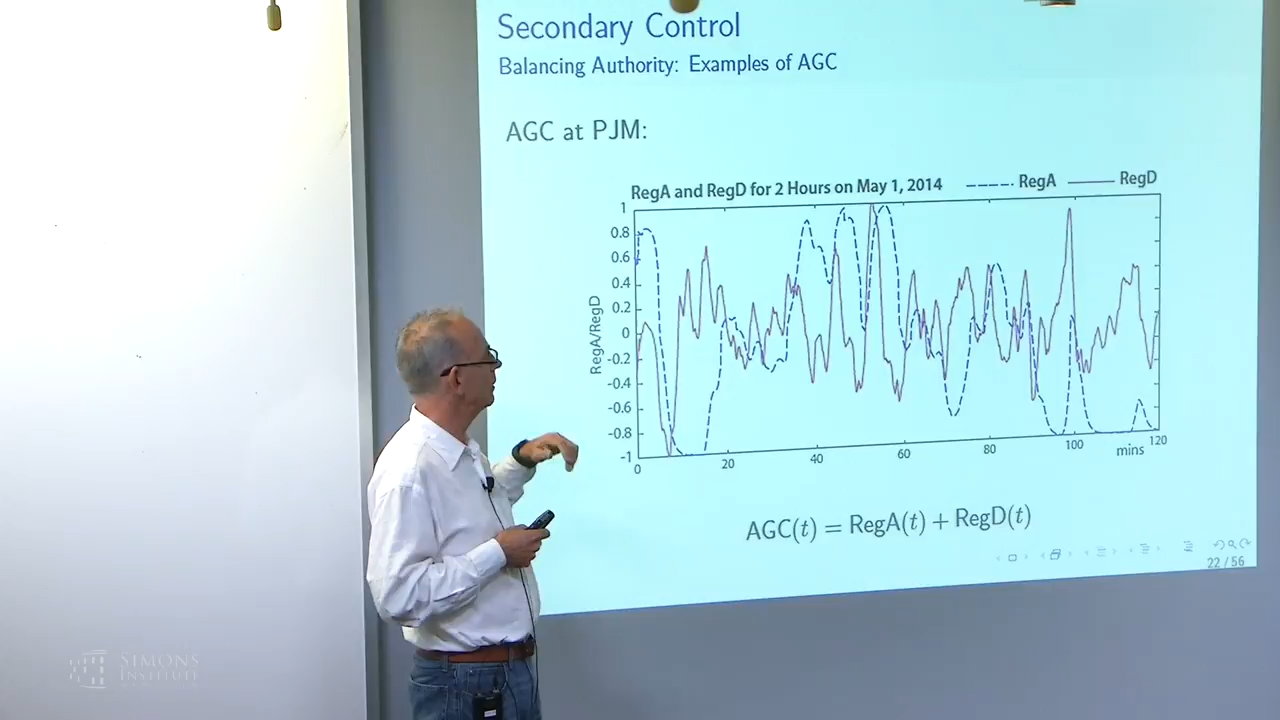 Secondary Control
Balancing Authority: Examples of AGC
AGC at PJM:
RegA and RegD for 2 Hours on May 1, 2014
RegA
RegD
RegA/RegD
1
0.8
0.6
0.4
0.2
0
-0.2
-0.4
-0.6
-0.8
-1
0
20
40
60
80
100
120
mins
AGC(t) = RegA(t) + RegD(t)
22 / 56
SIMONS
INSTITUTE